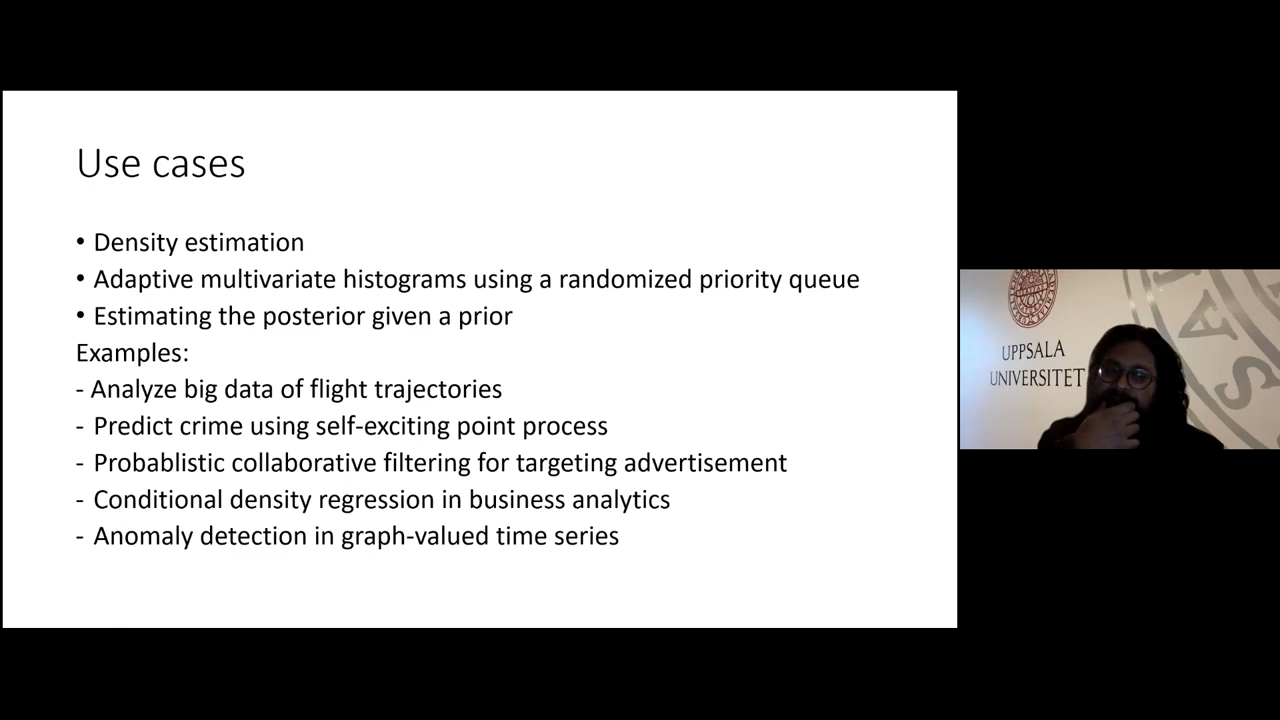 Use cases
• Density estimation
• Adaptive multivariate histograms using a randomized priority queue
• Estimating the posterior given a prior
Examples:
- Analyze big data of flight trajectories
- Predict crime using self-exciting point process
- Probablistic collaborative filtering for targeting advertisement
- Conditional density regression in business analytics
- Anomaly detection in graph-valued time series
UPPSALA
UNIVERSITET